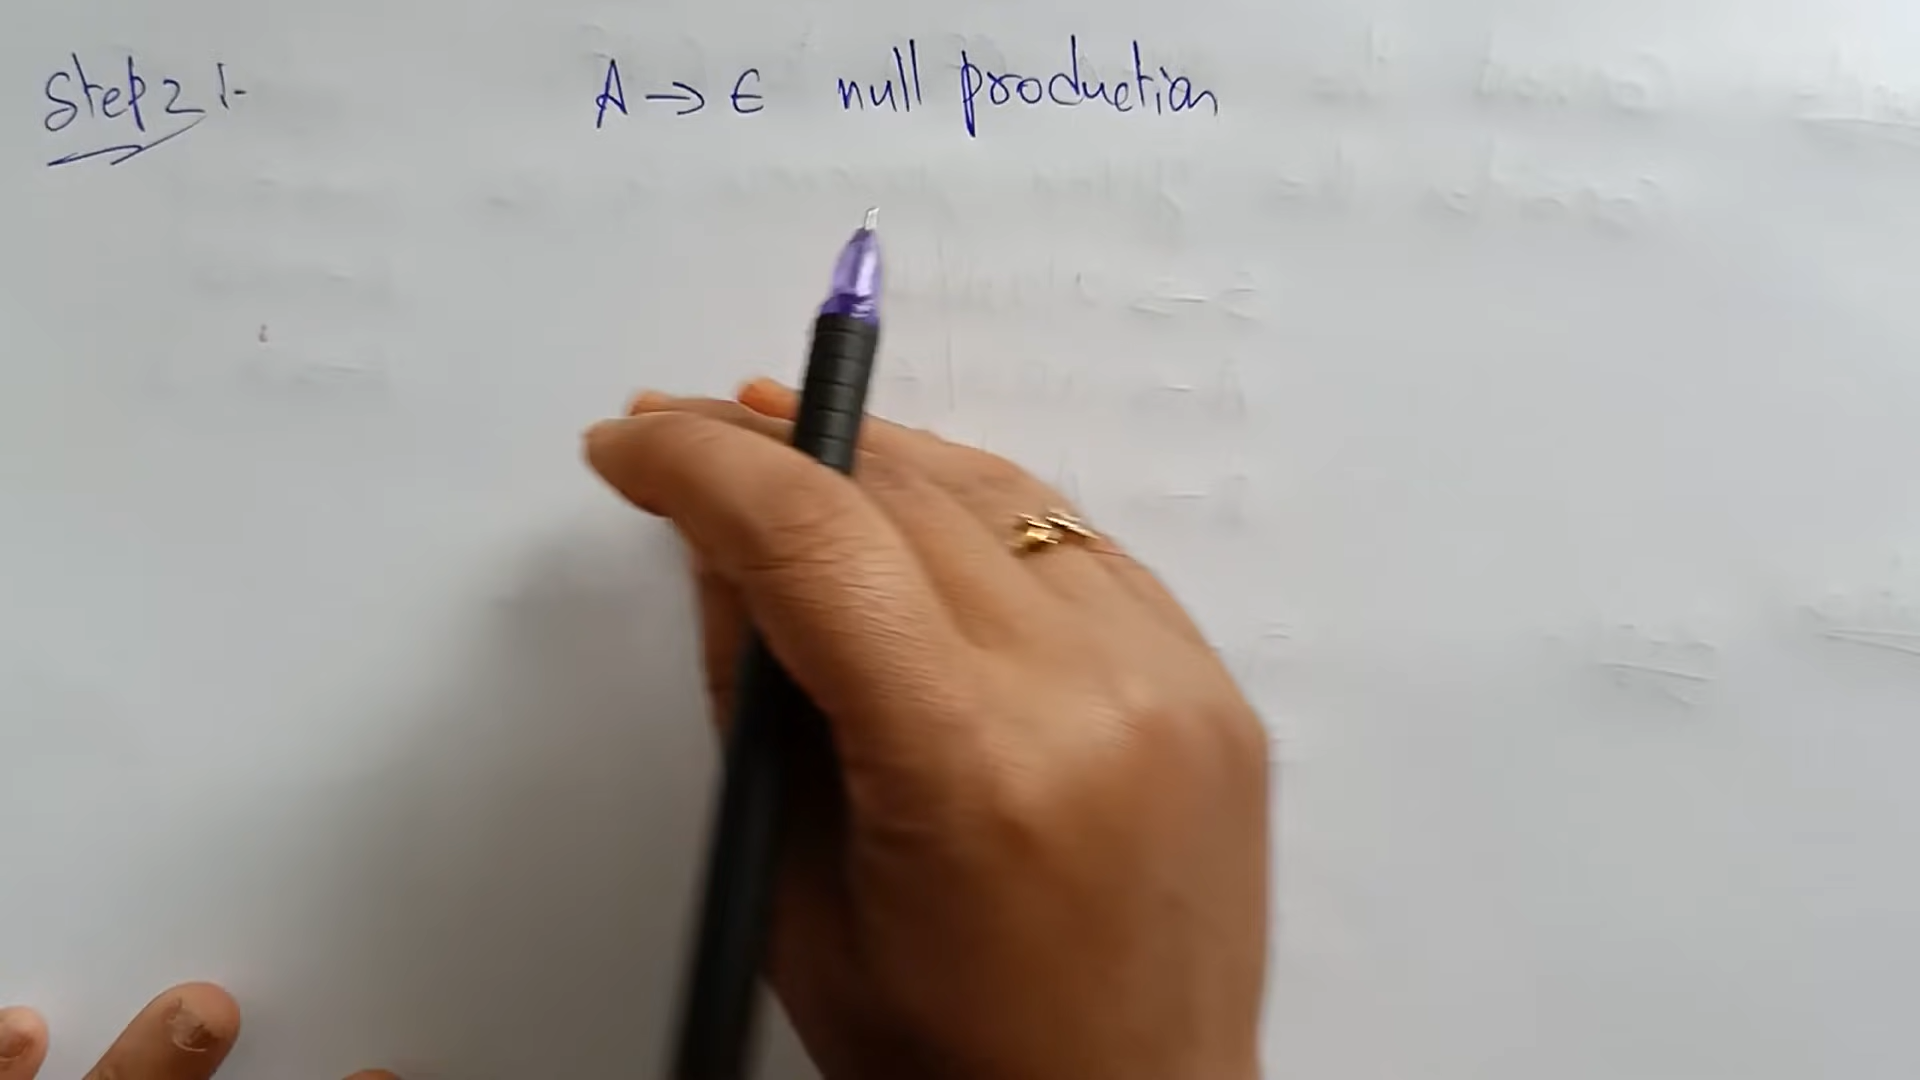 Step 2 :-
A → ϵ null production